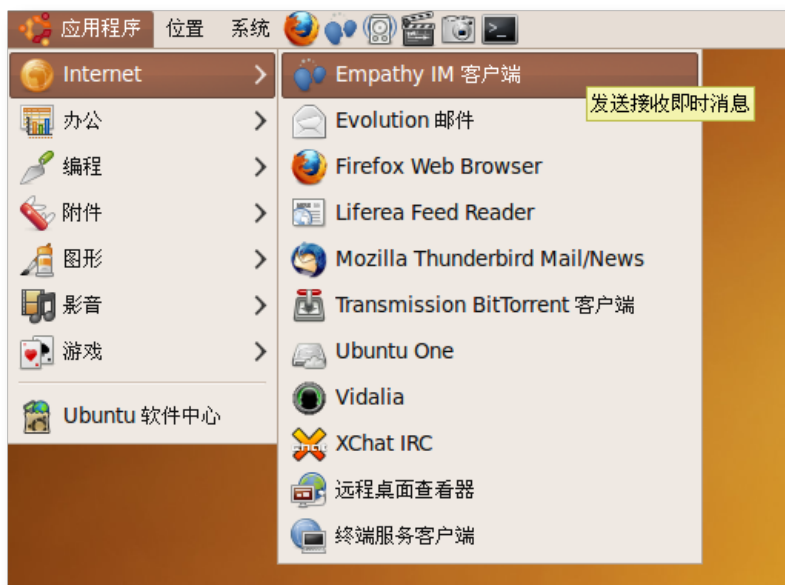 应用程序 位置 系统
Internet
办公
编程
附件
图形
影音
游戏
Ubuntu 软件中心
Empathy IM 客户端
发送接收即时消息
Evolution 邮件
Firefox Web Browser
Liferea Feed Reader
Mozilla Thunderbird Mail/News
Transmission BitTorrent 客户端
Ubuntu One
Vidalia
XChat IRC
远程桌面查看器
终端服务客户端